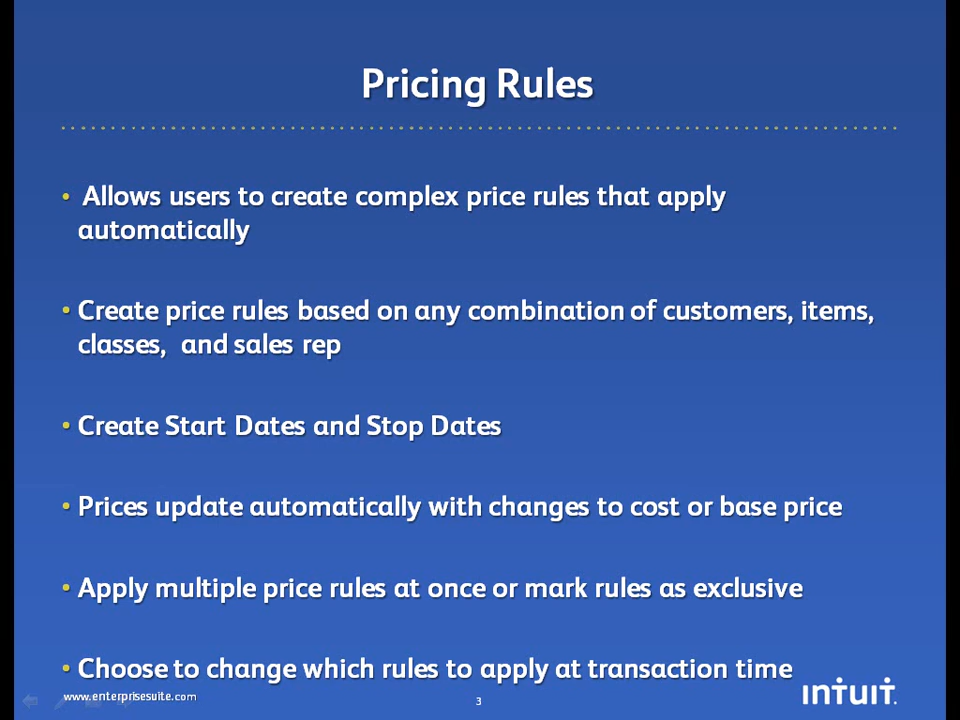 Pricing Rules
• Allows users to create complex price rules that apply
automatically
• Create price rules based on any combination of customers, items,
classes, and sales rep
• Create Start Dates and Stop Dates
• Prices update automatically with changes to cost or base price
• Apply multiple price rules at once or mark rules as exclusive
• Choose to change which rules to apply at transaction time
www.enterprisesuite.com
3
intuit.